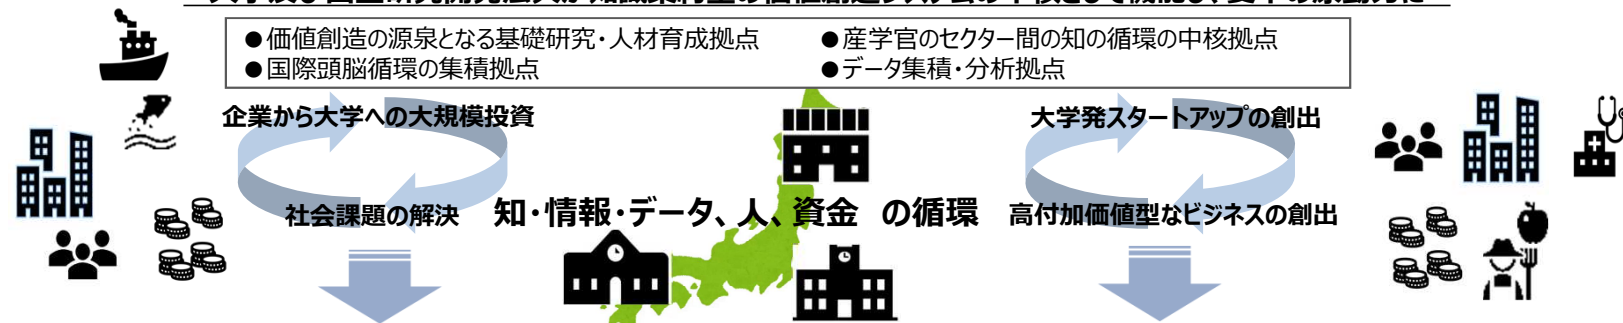 ●価値創造の源泉となる基礎研究・人材育成拠点
●産学官のセクター間の知の循環の中核拠点
●国際頭脳循環の集積拠点
●データ集積・分析拠点
企業から大学への大規模投資
大学発スタートアップの創出
社会課題の解決
知・情報・データ、人、資金 の循環
高付加価値型なビジネスの創出